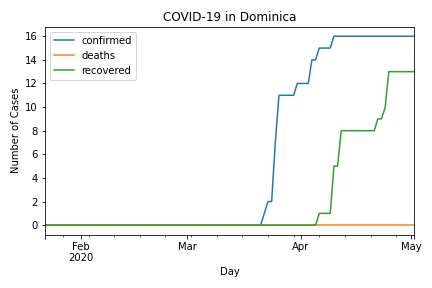 COVID-19 in Dominica
confirmed
deaths
recovered
Number of Cases
16
14
12
10
8
6
4
2
0
Feb
2020
Mar
Apr
May
Day